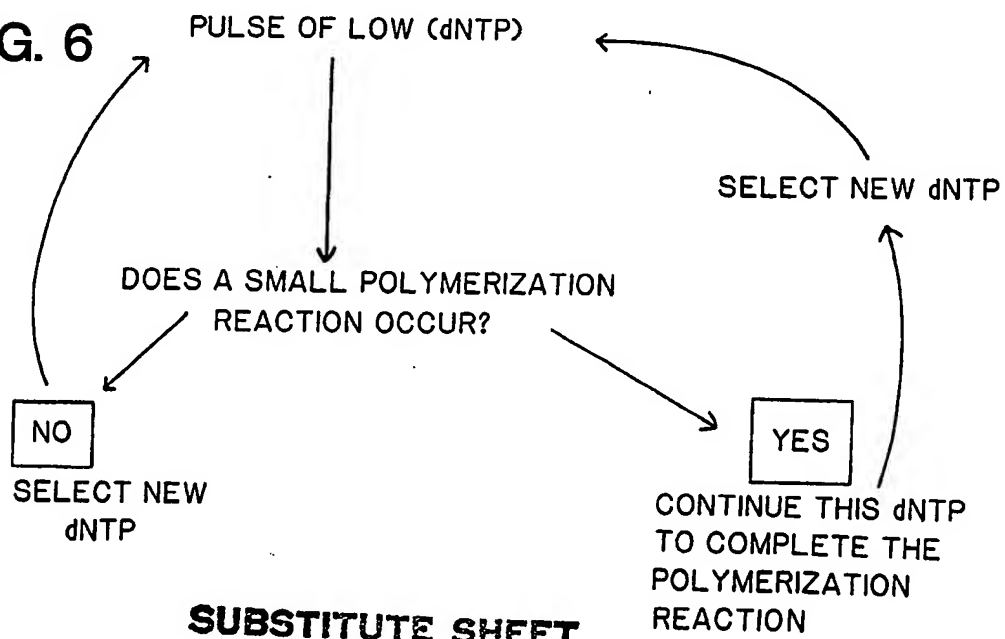 G. 6
PULSE OF LOW (dNTP)
SELECT NEW dNTP
DOES A SMALL POLYMERIZATION
REACTION OCCUR?
NO
SELECT NEW
dNTP
YES
CONTINUE THIS dNTP
TO COMPLETE THE
POLYMERIZATION
REACTION
SUBSTITUTE SHEET